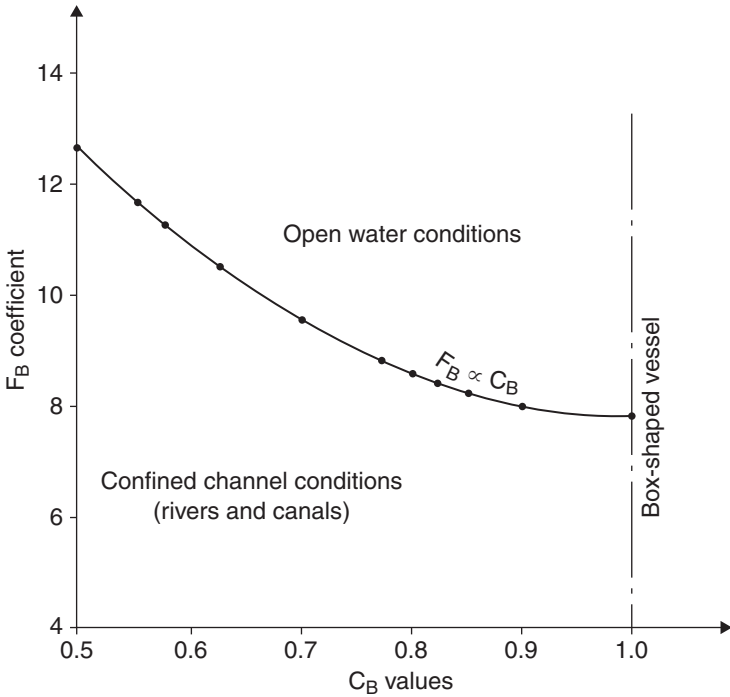 14
12
10
8
6
4
F_B coefficient
Open water conditions
F_B ∝ C_B
Confined channel conditions
(rivers and canals)
Box-shaped vessel
0.5 0.6 0.7 0.8 0.9 1.0
C_B values